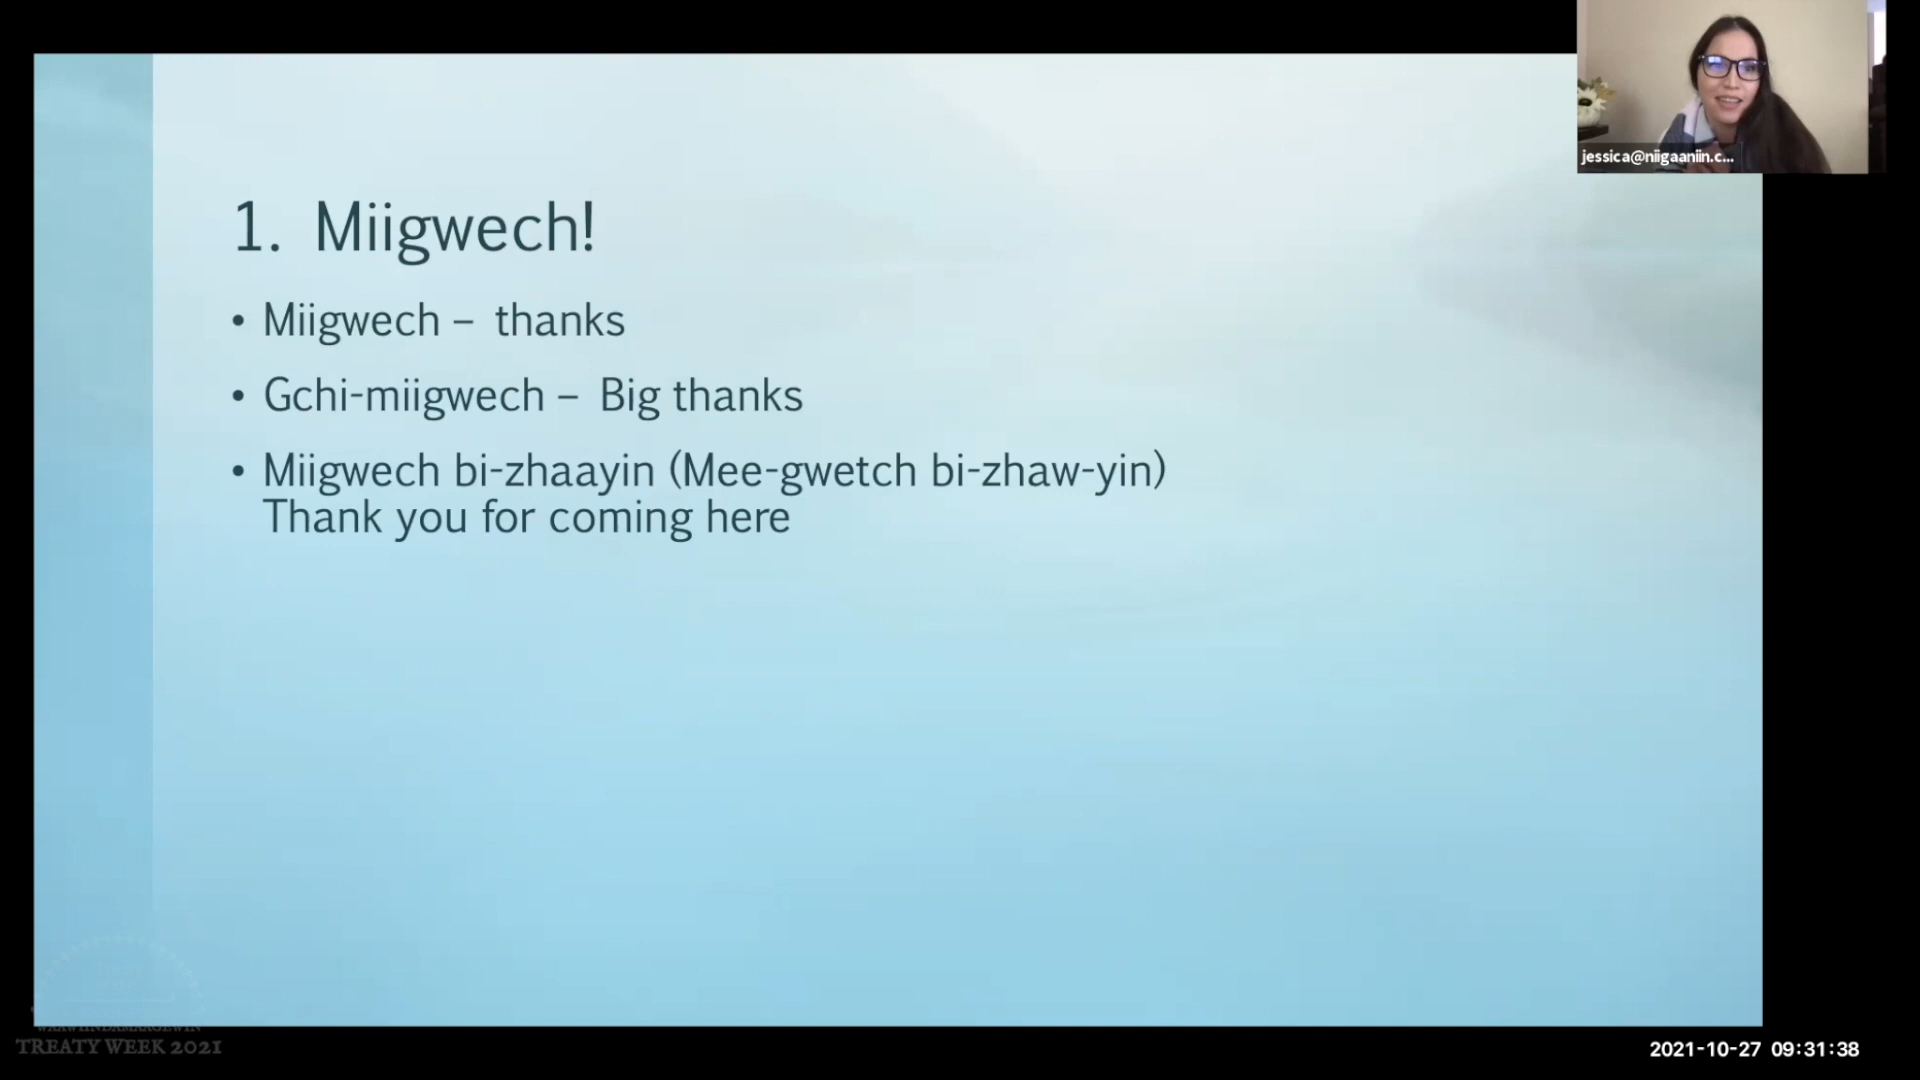 jessica@niigaaniin.c...
1. Miigwech!
• Miigwech – thanks
• Gchi-miigwech – Big thanks
• Miigwech bi-zhaayin (Mee-gwetch bi-zhaw-yin)
Thank you for coming here
TREATY WEEK 2021
2021-10-27 09:31:38